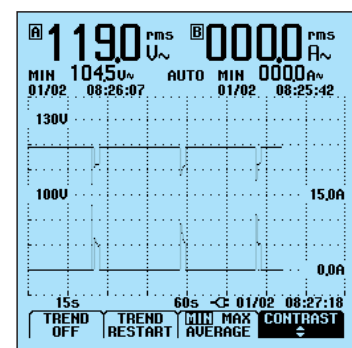 A 119.0 rms V~ B 000.0 rms A~
MIN 104.5V~ AUTO MIN 000.0A~
01/02 08:26:07 01/02 08:25:42
130V
100V 15.0A
0.0A
15s 60s 01/02 08:27:18
TREND OFF TREND RESTART MIN MAX AVERAGE CONTRAST